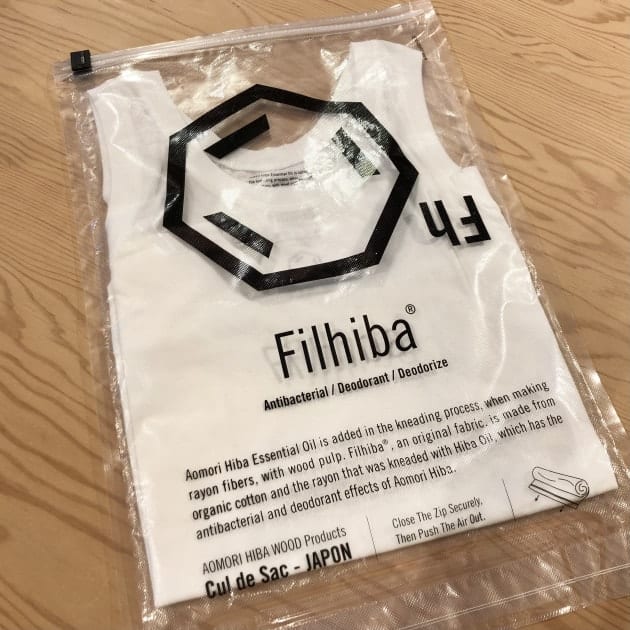 Fh
Filhiba®
Antibacterial / Deodorant / Deodorize
Aomori Hiba Essential Oil is added in the kneading process, when making
rayon fibers, with wood pulp. Filhiba®, an original fabric, is made from
organic cotton and the rayon that was kneaded with Hiba Oil, which has the
antibacterial and deodorant effects of Aomori Hiba.
AOMORI HIBA WOOD Products
Cul de Sac - JAPON
Close The Zip Securely,
Then Push The Air Out.